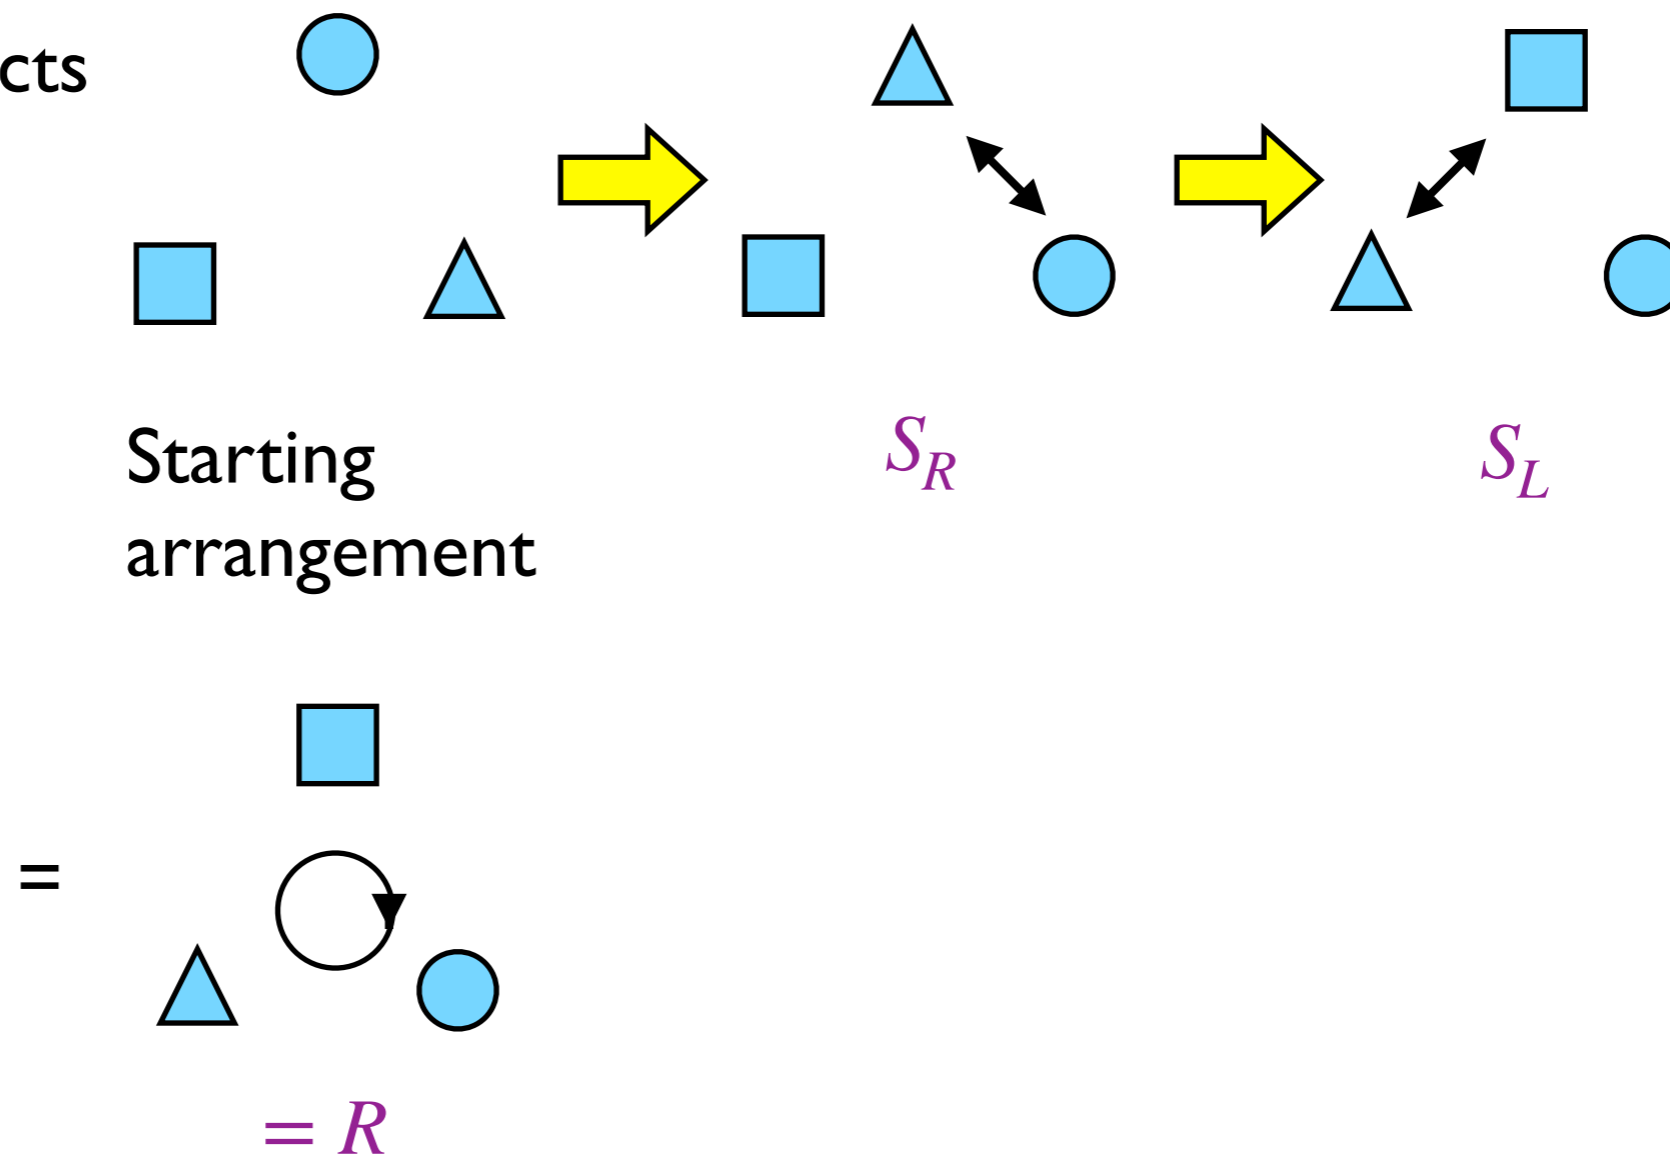 cts
Starting
arrangement
S_R
S_L
=
= R